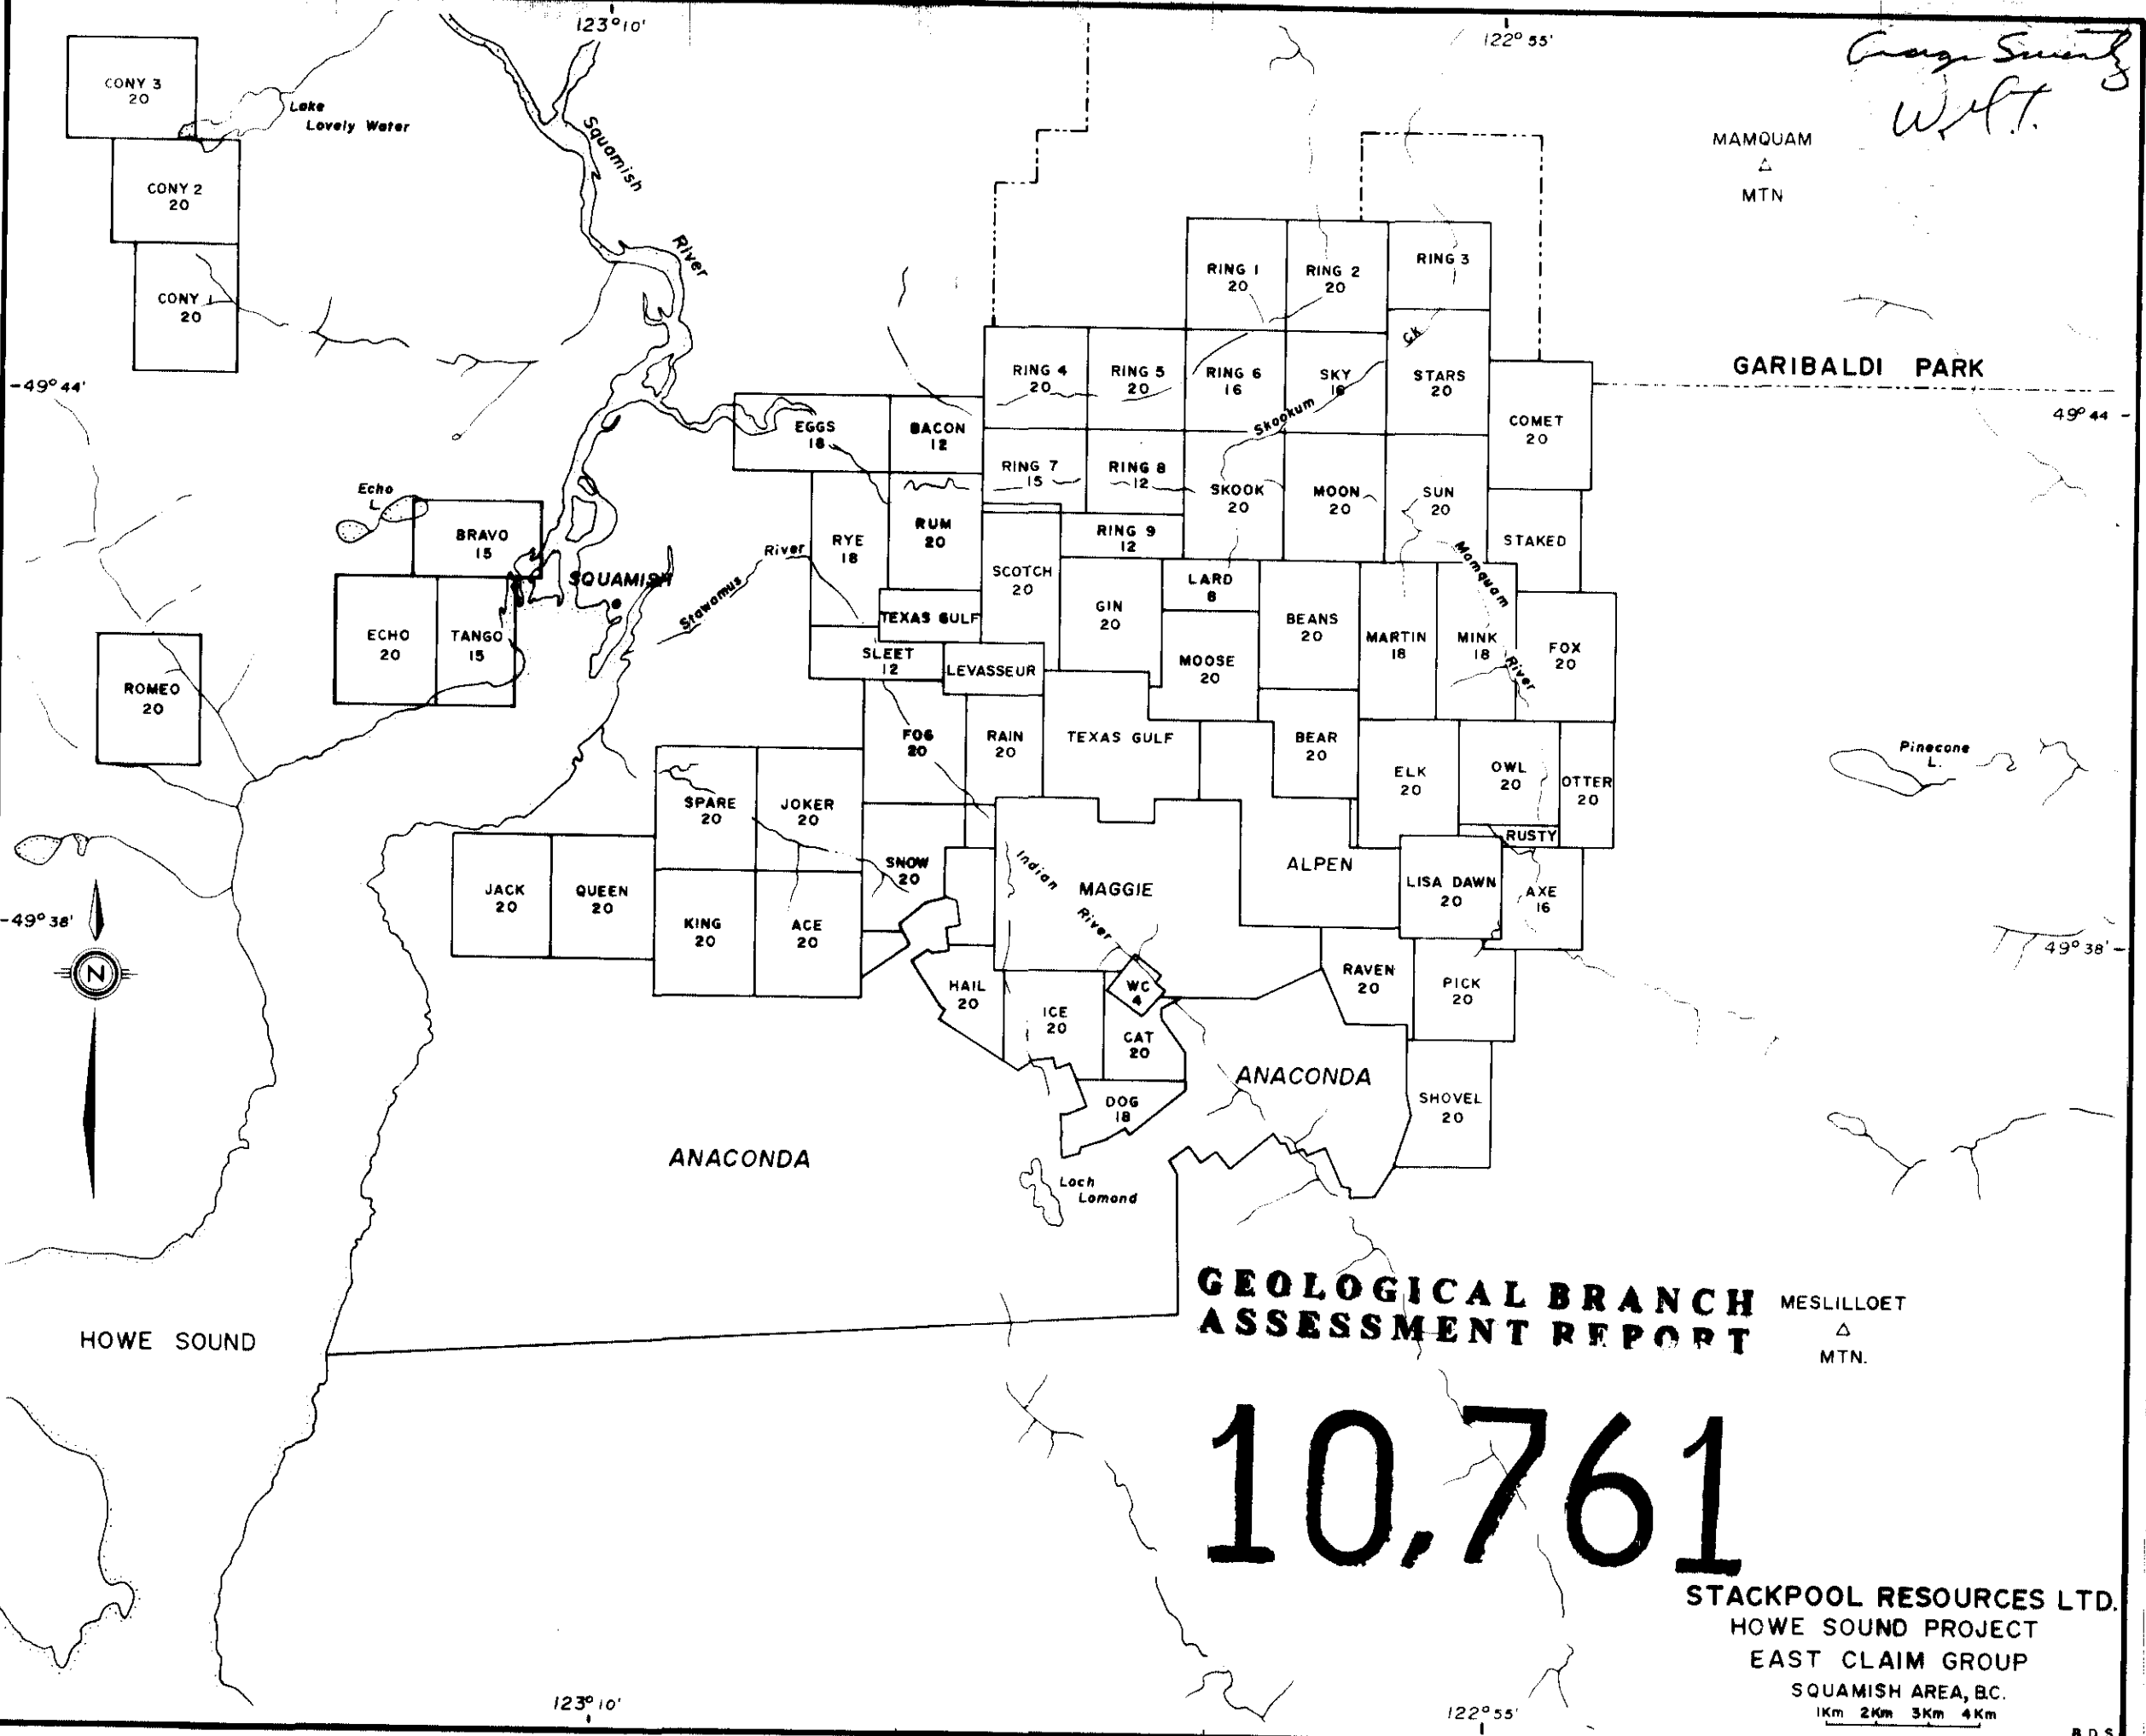 123°10'
122°55'
CONY 3
20
Lake
Lovely Water
Squamish
River
W.M.T.
MAMQUAM
MTN
CONY 2
20
CONY 1
20
RING 1
20
RING 2
20
RING 3
-49°44'
GARIBALDI PARK
49°44 -
RING 4
20
RING 5
20
RING 6
16
SKY
16
Ck
STARS
20
COMET
20
EGGS
18
BACON
12
Skookum
RING 7
15
RING 8
12
SKOOK
20
MOON
20
SUN
20
STAKED
Echo
L.
BRAVO
15
SQUAMISH
RYE
18
RUM
20
RING 9
12
SCOTCH
20
Stawamus River
TEXAS GULF
GIN
20
LARD
8
BEANS
20
MARTIN
18
MINK
18
Mamquam
River
FOX
20
ECHO
20
TANGO
15
ROMEO
20
SLEET
12
LEVASSEUR
MOOSE
20
FOG
20
RAIN
20
TEXAS GULF
BEAR
20
ELK
20
OWL
20
OTTER
20
RUSTY
Pinecone
L.
SPARE
20
JOKER
20
SNOW
20
Indian
River
MAGGIE
ALPEN
LISA DAWN
20
AXE
16
JACK
20
QUEEN
20
KING
20
ACE
20
-49°38'
49°38' -
N
HAIL
20
ICE
20
WC
4
CAT
20
RAVEN
20
PICK
20
DOG
18
ANACONDA
SHOVEL
20
ANACONDA
Loch
Lomond
GEOLOGICAL BRANCH
ASSESSMENT REPORT
MESLILLOET
MTN.
HOWE SOUND
10,761
STACKPOOL RESOURCES LTD.
HOWE SOUND PROJECT
EAST CLAIM GROUP
SQUAMISH AREA, B.C.
1Km 2Km 3Km 4Km
123°10'
122°55'
B.D.S.